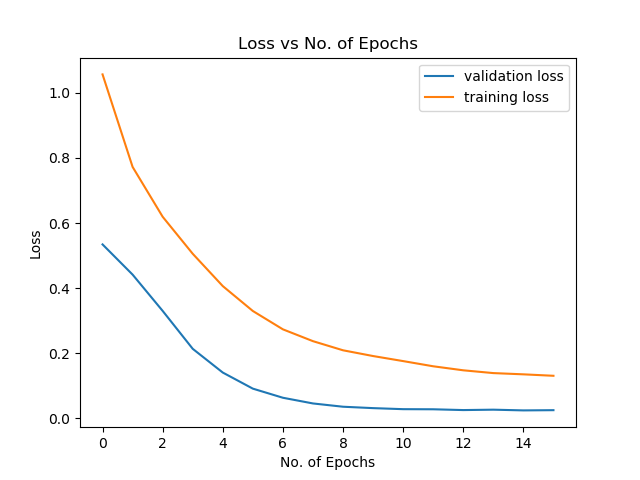 Loss vs No. of Epochs
validation loss
training loss
1.0
0.8
0.6
0.4
0.2
0.0
Loss
0 2 4 6 8 10 12 14
No. of Epochs